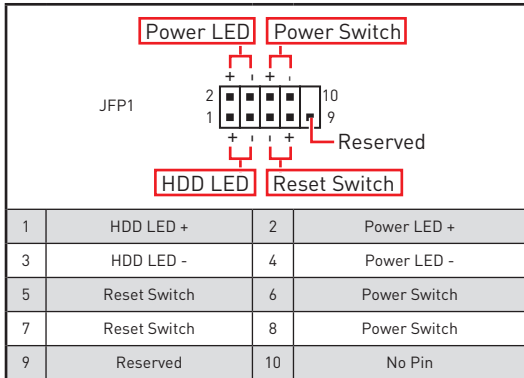 Power LED Power Switch
+ - + -
JFP1
2 10
1 9
+ - - +
Reserved
HDD LED Reset Switch
1 HDD LED + 2 Power LED +
3 HDD LED - 4 Power LED -
5 Reset Switch 6 Power Switch
7 Reset Switch 8 Power Switch
9 Reserved 10 No Pin